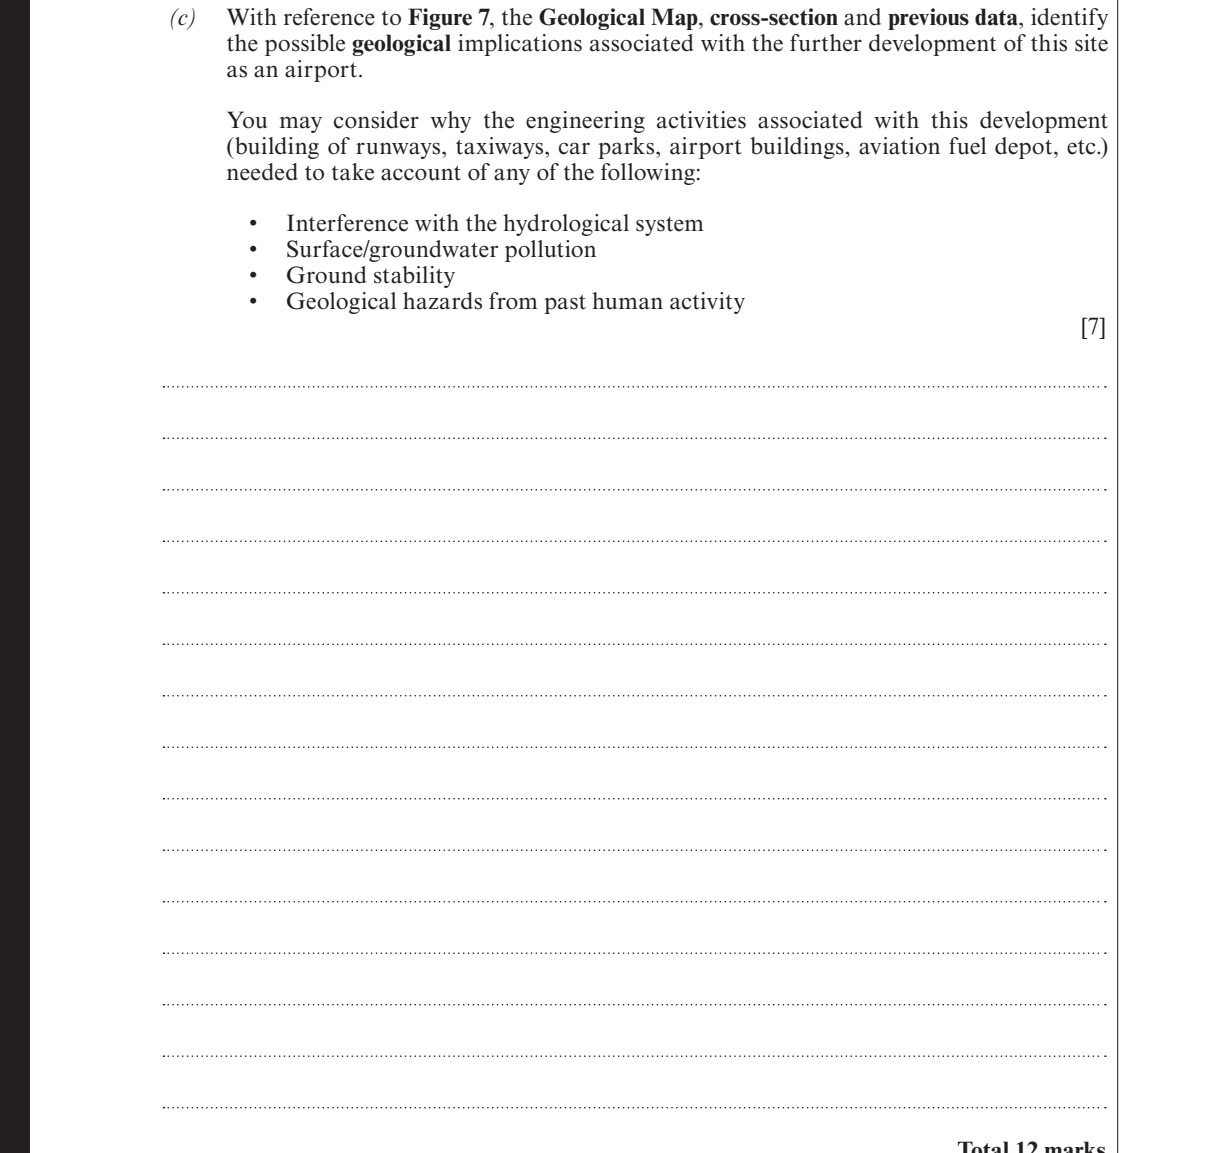 (c) With reference to Figure 7, the Geological Map, cross-section and previous data, identify
the possible geological implications associated with the further development of this site
as an airport.
You may consider why the engineering activities associated with this development
(building of runways, taxiways, car parks, airport buildings, aviation fuel depot, etc.)
needed to take account of any of the following:
• Interference with the hydrological system
• Surface/groundwater pollution
• Ground stability
• Geological hazards from past human activity
[7]
Total 12 marks